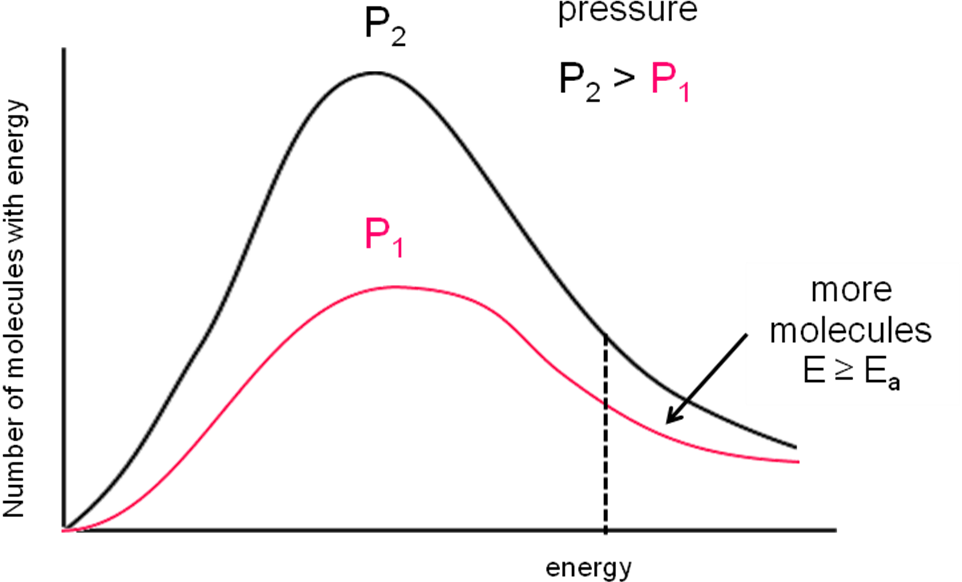 pressure
P₂
P₂ > P₁
Number of molecules with energy
P₁
more
molecules
E ≥ Eₐ
energy